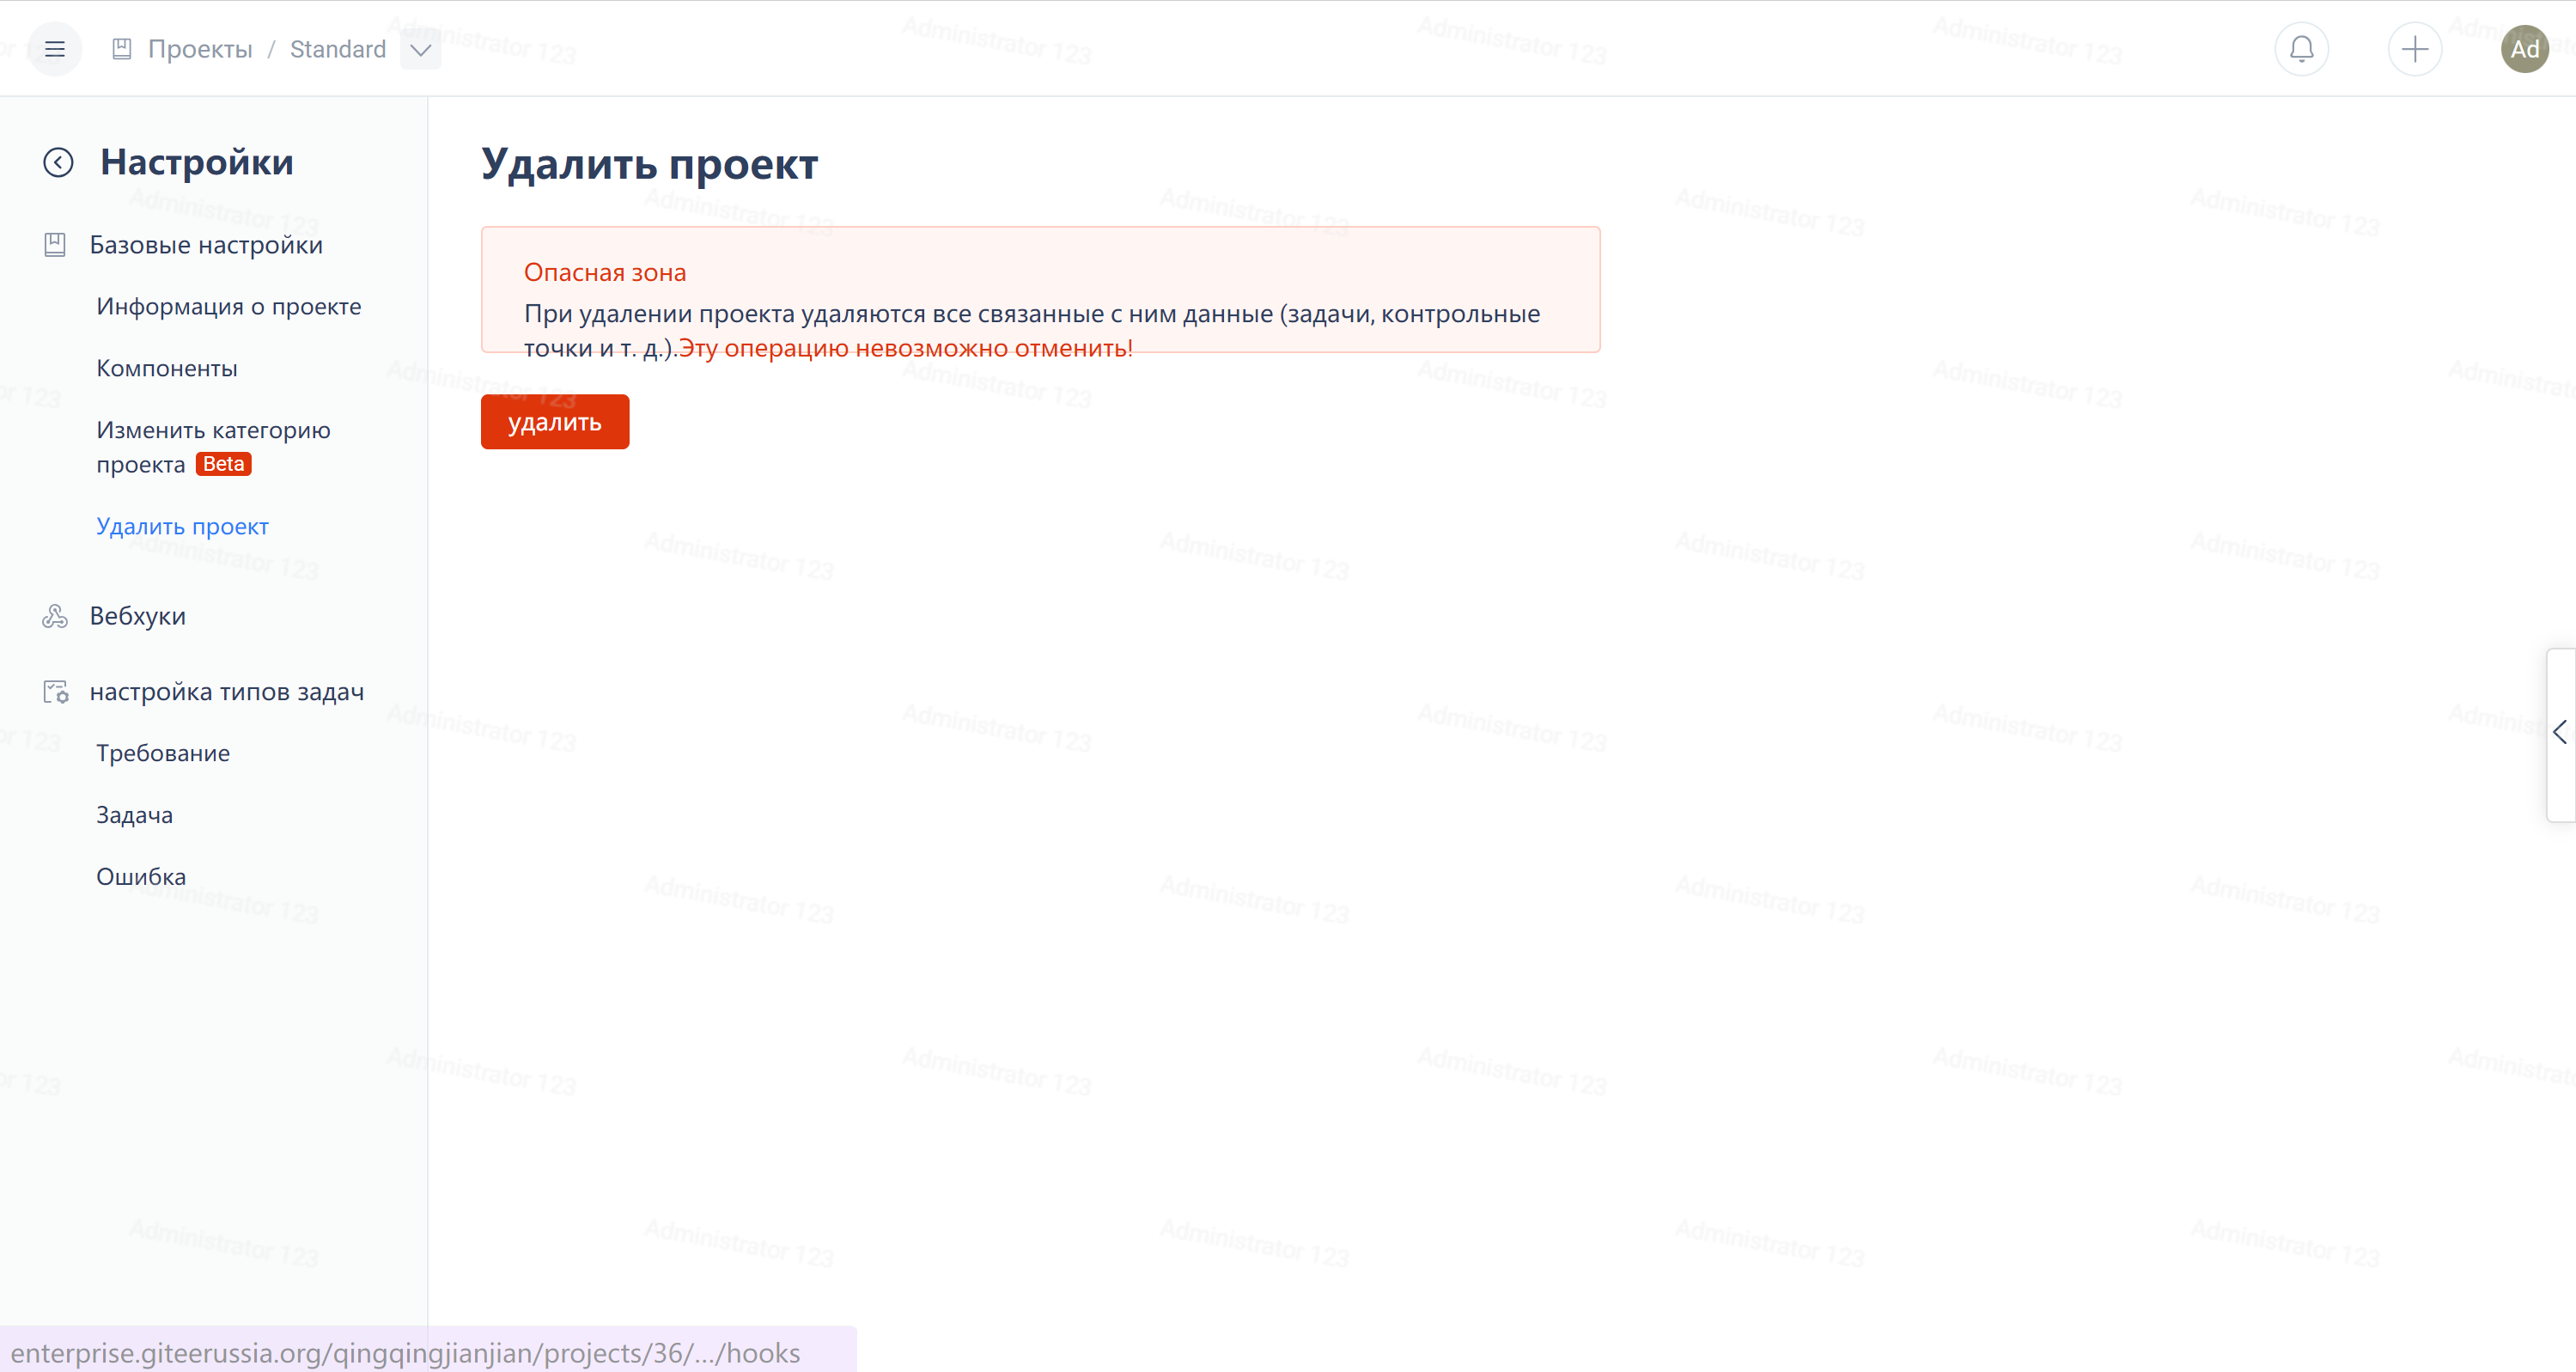 Проекты / Standard
Ad
Настройки
Базовые настройки
Информация о проекте
Компоненты
Изменить категорию
проекта Beta
Удалить проект
Вебхуки
настройка типов задач
Требование
Задача
Ошибка
Удалить проект
Опасная зона
При удалении проекта удаляются все связанные с ним данные (задачи, контрольные
точки и т. д.).Эту операцию невозможно отменить!
удалить
enterprise.giteerussia.org/qingqingjianjian/projects/36/.../hooks
Administrator 123